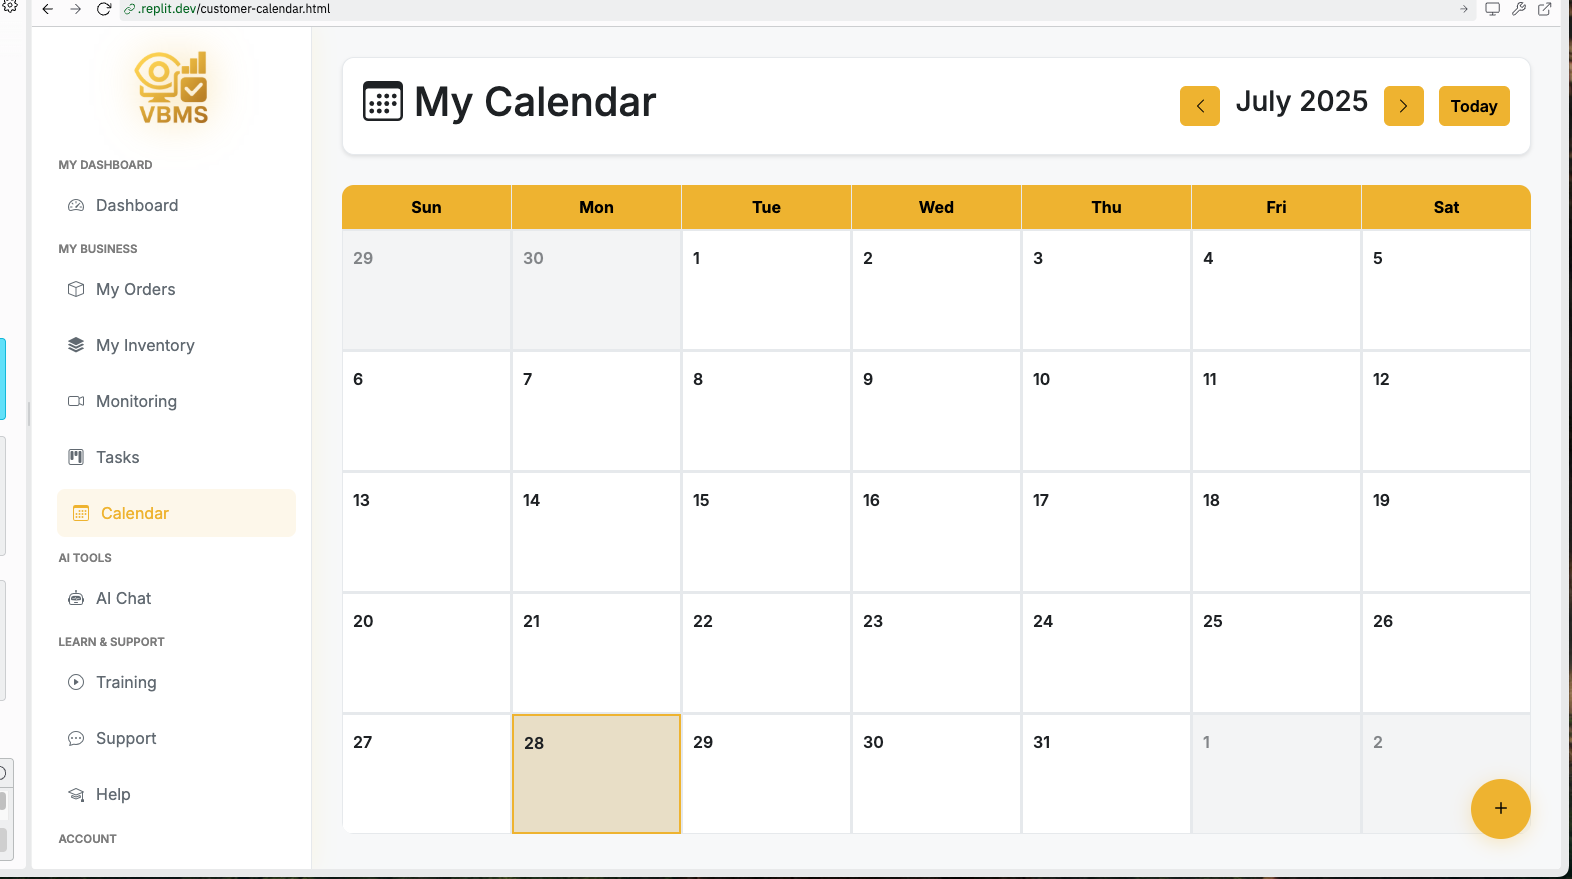 .replit.dev/customer-calendar.html
VBMS
MY DASHBOARD
Dashboard
MY BUSINESS
My Orders
My Inventory
Monitoring
Tasks
Calendar
AI TOOLS
AI Chat
LEARN & SUPPORT
Training
Support
Help
ACCOUNT
My Calendar
July 2025
Today
Sun Mon Tue Wed Thu Fri Sat
29 30 1 2 3 4 5
6 7 8 9 10 11 12
13 14 15 16 17 18 19
20 21 22 23 24 25 26
27 28 29 30 31 1 2
+